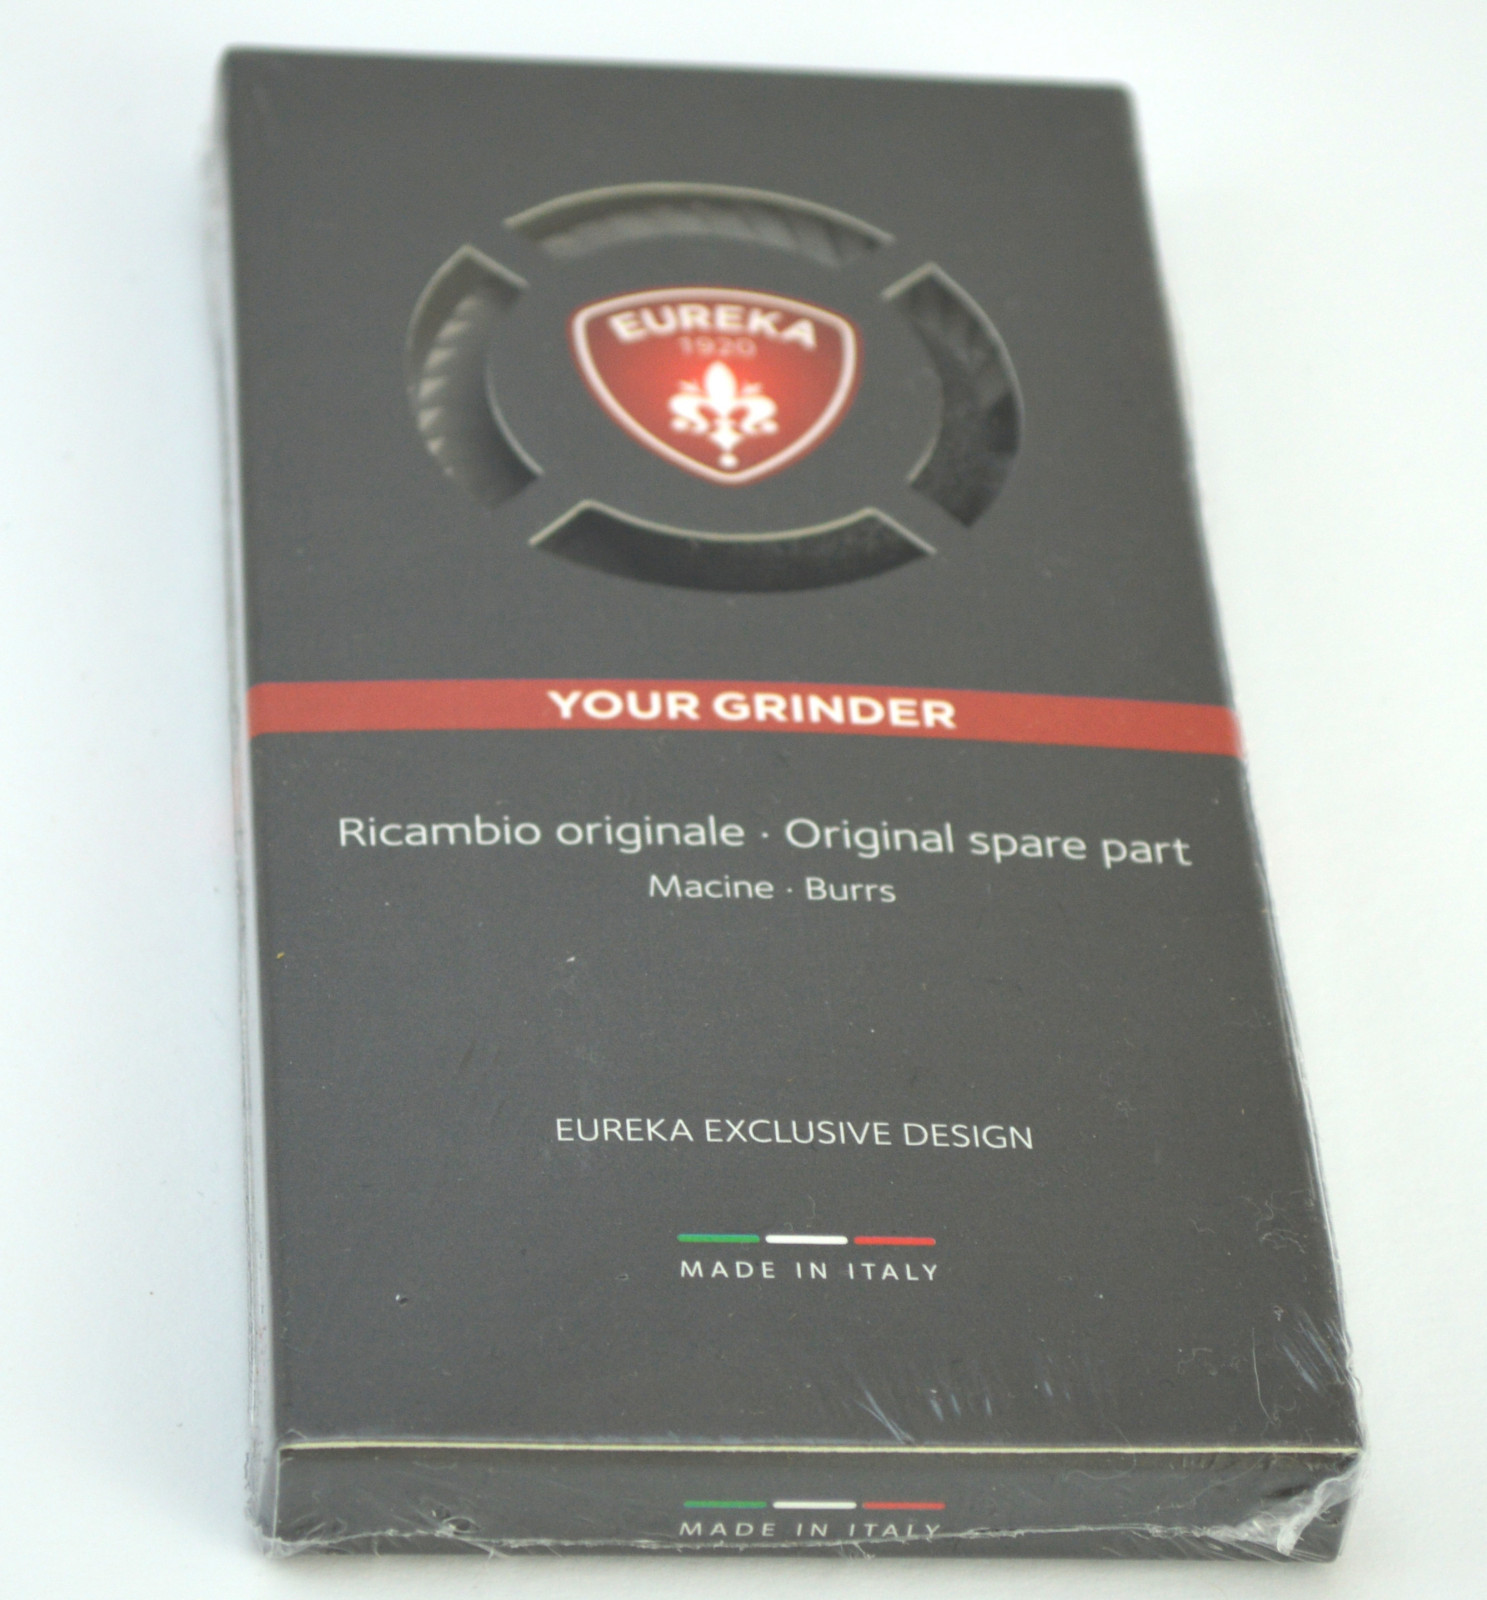 EUREKA
1920
YOUR GRINDER
Ricambio originale · Original spare part
Macine · Burrs
EUREKA EXCLUSIVE DESIGN
MADE IN ITALY
MADE IN ITALY